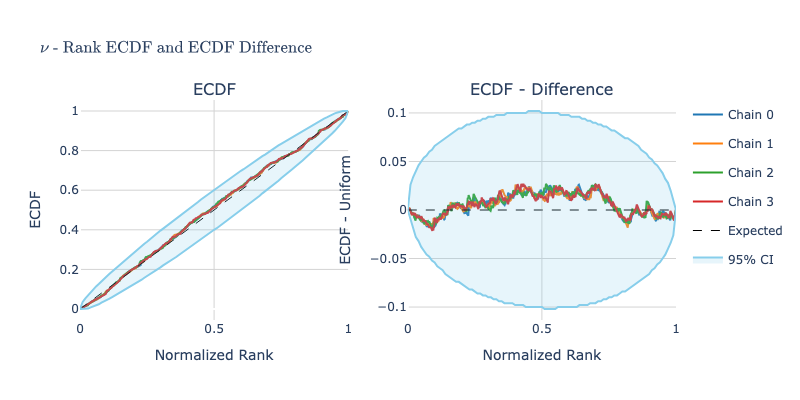 ν - Rank ECDF and ECDF Difference
ECDF
ECDF
1
0.8
0.6
0.4
0.2
0
0 0.5 1
Normalized Rank
ECDF - Difference
ECDF - Uniform
0.1
0.05
0
−0.05
−0.1
0 0.5 1
Normalized Rank
Chain 0
Chain 1
Chain 2
Chain 3
Expected
95% CI